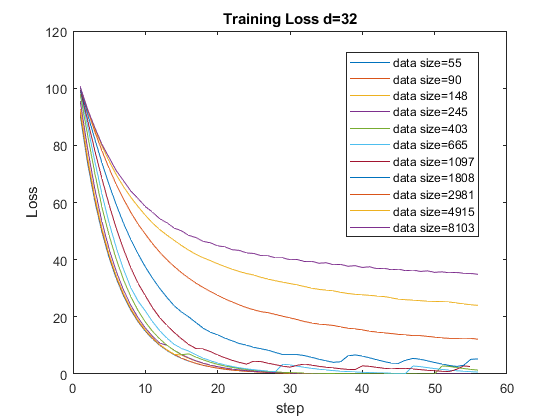 Training Loss d=32
120
100
80
60
40
20
0
Loss
data size=55
data size=90
data size=148
data size=245
data size=403
data size=665
data size=1097
data size=1808
data size=2981
data size=4915
data size=8103
0 10 20 30 40 50 60
step